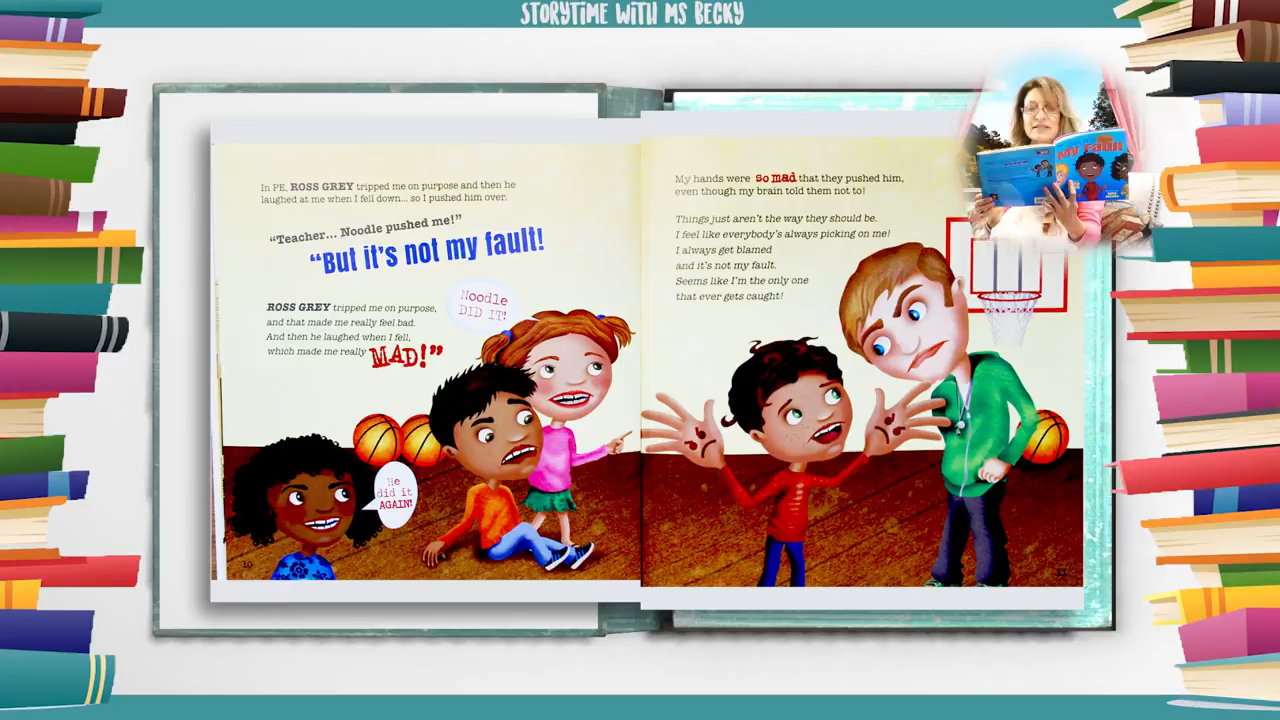 STORYTIME WITH MS BECKY
In PE, ROSS GREY tripped me on purpose and then he
laughed at me when I fell down....so I pushed him over.
“Teacher... Noodle pushed me!”
“But it’s not my fault!
ROSS GREY tripped me on purpose,
and that made me really feel bad.
And then he laughed when I fell,
which made me really MAD!”
Noodle
DID IT!
He
did it
AGAIN!
10
My hands were so mad that they pushed him,
even though my brain told them not to!
Things just aren’t the way they should be.
I feel like everybody’s always picking on me!
I always get blamed
and it’s not my fault.
Seems like I’m the only one
that ever gets caught!
11
My Fault